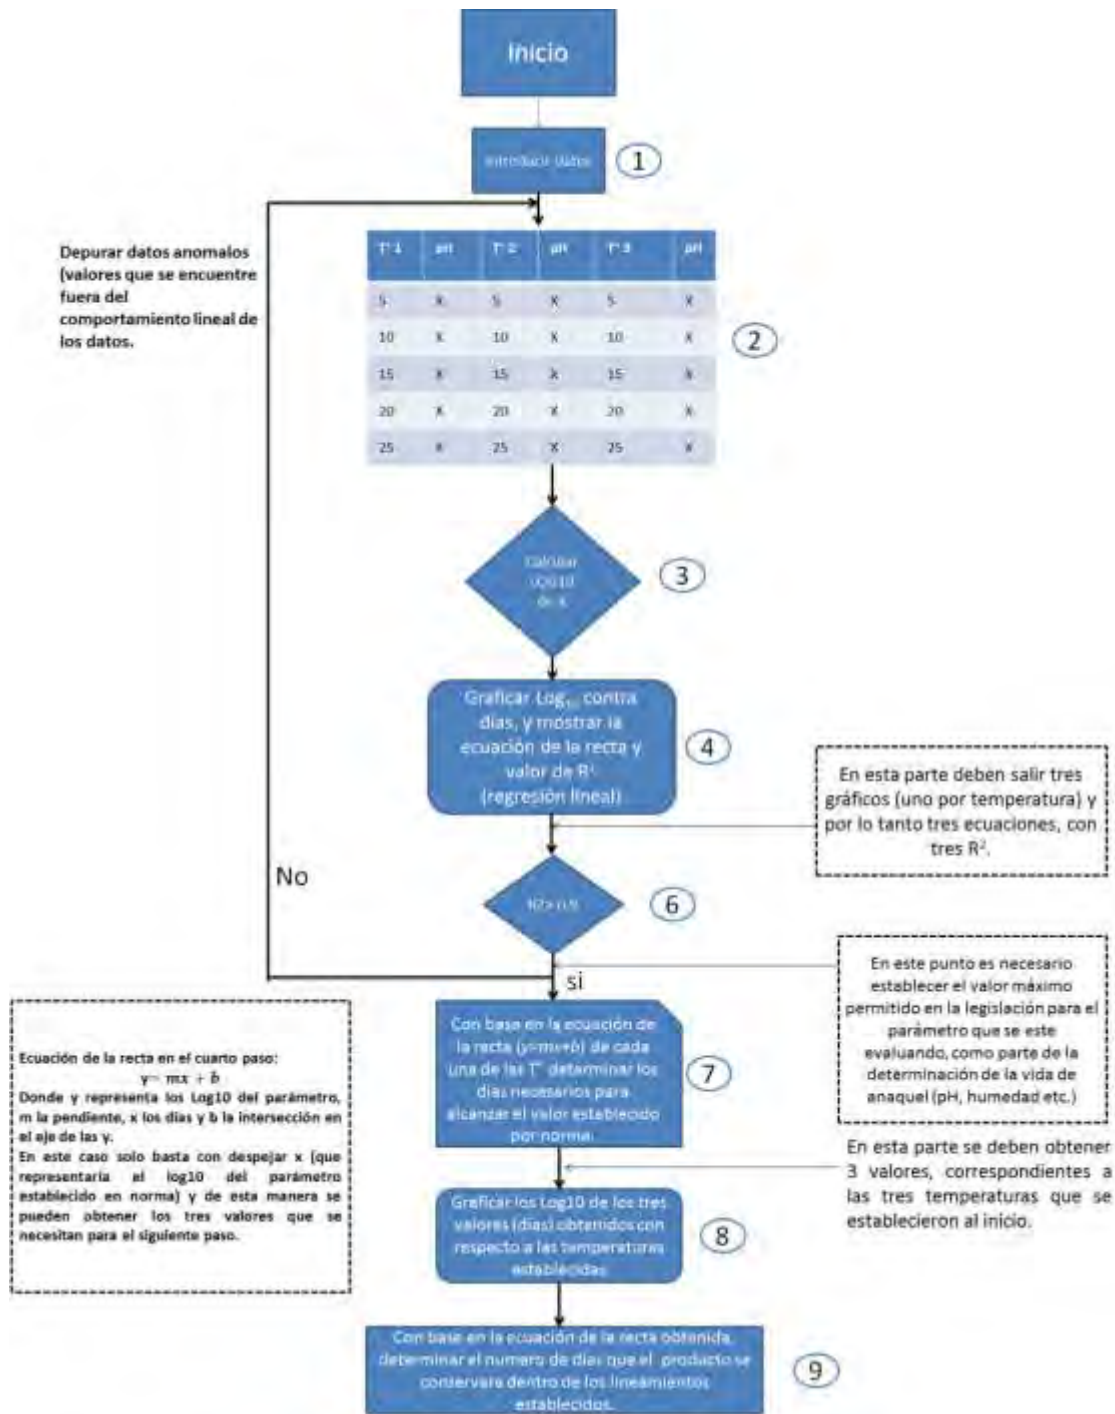 Inicio
Introducir datos
1
Depurar datos anomalos
(valores que se encuentre
fuera del
comportamiento lineal de
los datos.
T° 1 pH T° 2 pH T° 3 pH
5 X 5 X 5 X
10 X 10 X 10 X
15 X 15 X 15 X
20 X 20 X 20 X
25 X 25 X 25 X
2
Calcular
LOG10
de X
3
Graficar Log₁₀ contra
días, y mostrar la
ecuación de la recta y
valor de R²
(regresión lineal)
4
En esta parte deben salir tres
gráficos (uno por temperatura) y
por lo tanto tres ecuaciones, con
tres R².
No
6
si
En este punto es necesario
establecer el valor máximo
permitido en la legislación para el
parámetro que se este
evaluando, como parte de la
determinación de la vida de
anaquel (pH, humedad etc.)
Con base en la ecuación de
la recta (y=mx+b) de cada
una de las T° determinar los
días necesarios para
alcanzar el valor establecido
por norma.
7
Ecuación de la recta en el cuarto paso:
y= mx + b
Donde y representa los Log10 del parámetro,
m la pendiente, x los días y b la intersección en
el eje de las y.
En este caso solo basta con despejar x (que
representaría el log10 del parámetro
establecido en norma) y de esta manera se
pueden obtener los tres valores que se
necesitan para el siguiente paso.
En esta parte se deben obtener
3 valores, correspondientes a
las tres temperaturas que se
establecieron al inicio.
Graficar los Log10 de los tres
valores (días) obtenidos con
respecto a las temperaturas
establecidas
8
Con base en la ecuación de la recta obtenida,
determinar el numero de días que el producto se
conservara dentro de los lineamientos
establecidos.
9